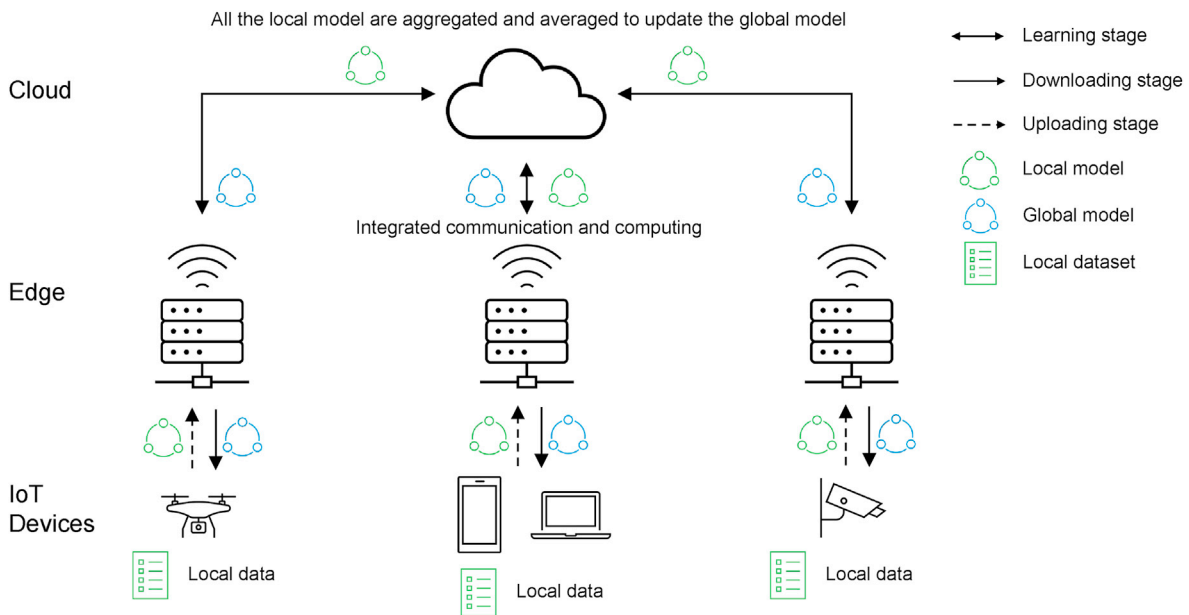 All the local model are aggregated and averaged to update the global model
Cloud
Learning stage
Downloading stage
Uploading stage
Local model
Global model
Local dataset
Integrated communication and computing
Edge
IoT
Devices
Local data
Local data
Local data